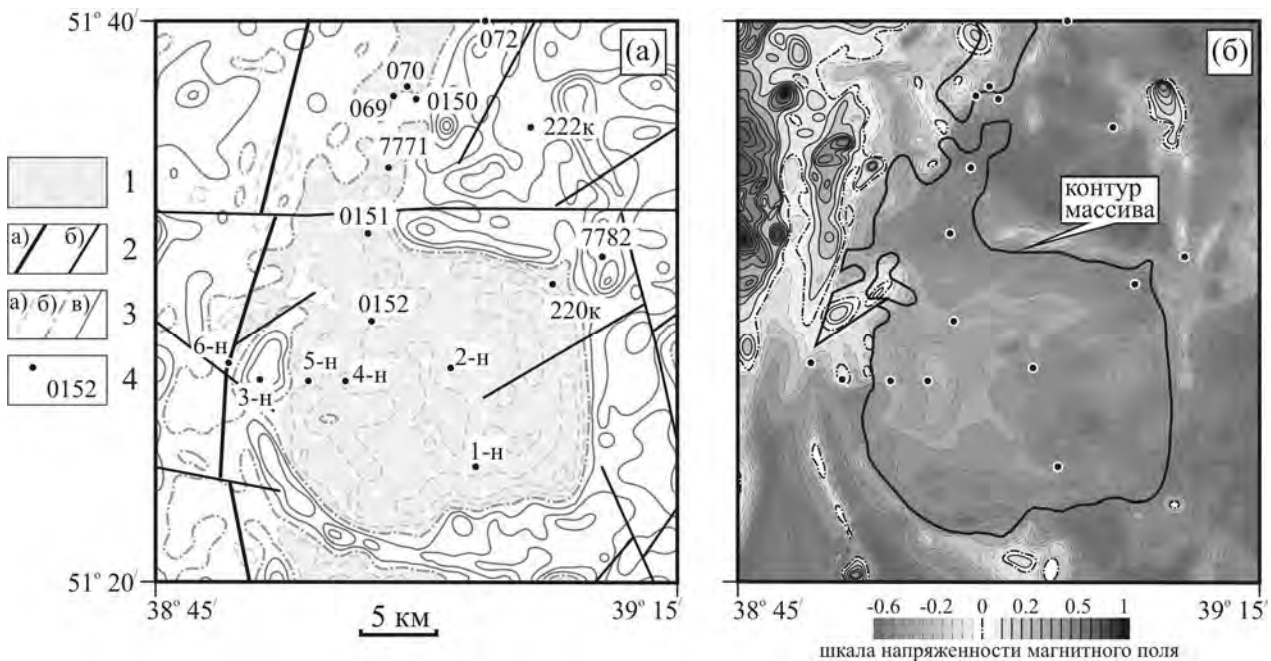 51° 40′
(а)
072
070
069
0150
222к
7771
0151
7782
220к
0152
6-н
5-н
4-н
2-н
3-н
1-н
1
а) б)
2
а) б) в)
3
0152
4
51° 20′
38° 45′
39° 15′
5 км
(б)
контур
массива
38° 45′
39° 15′
-0.6 -0.2 0 0.2 0.5 1
шкала напряженности магнитного поля